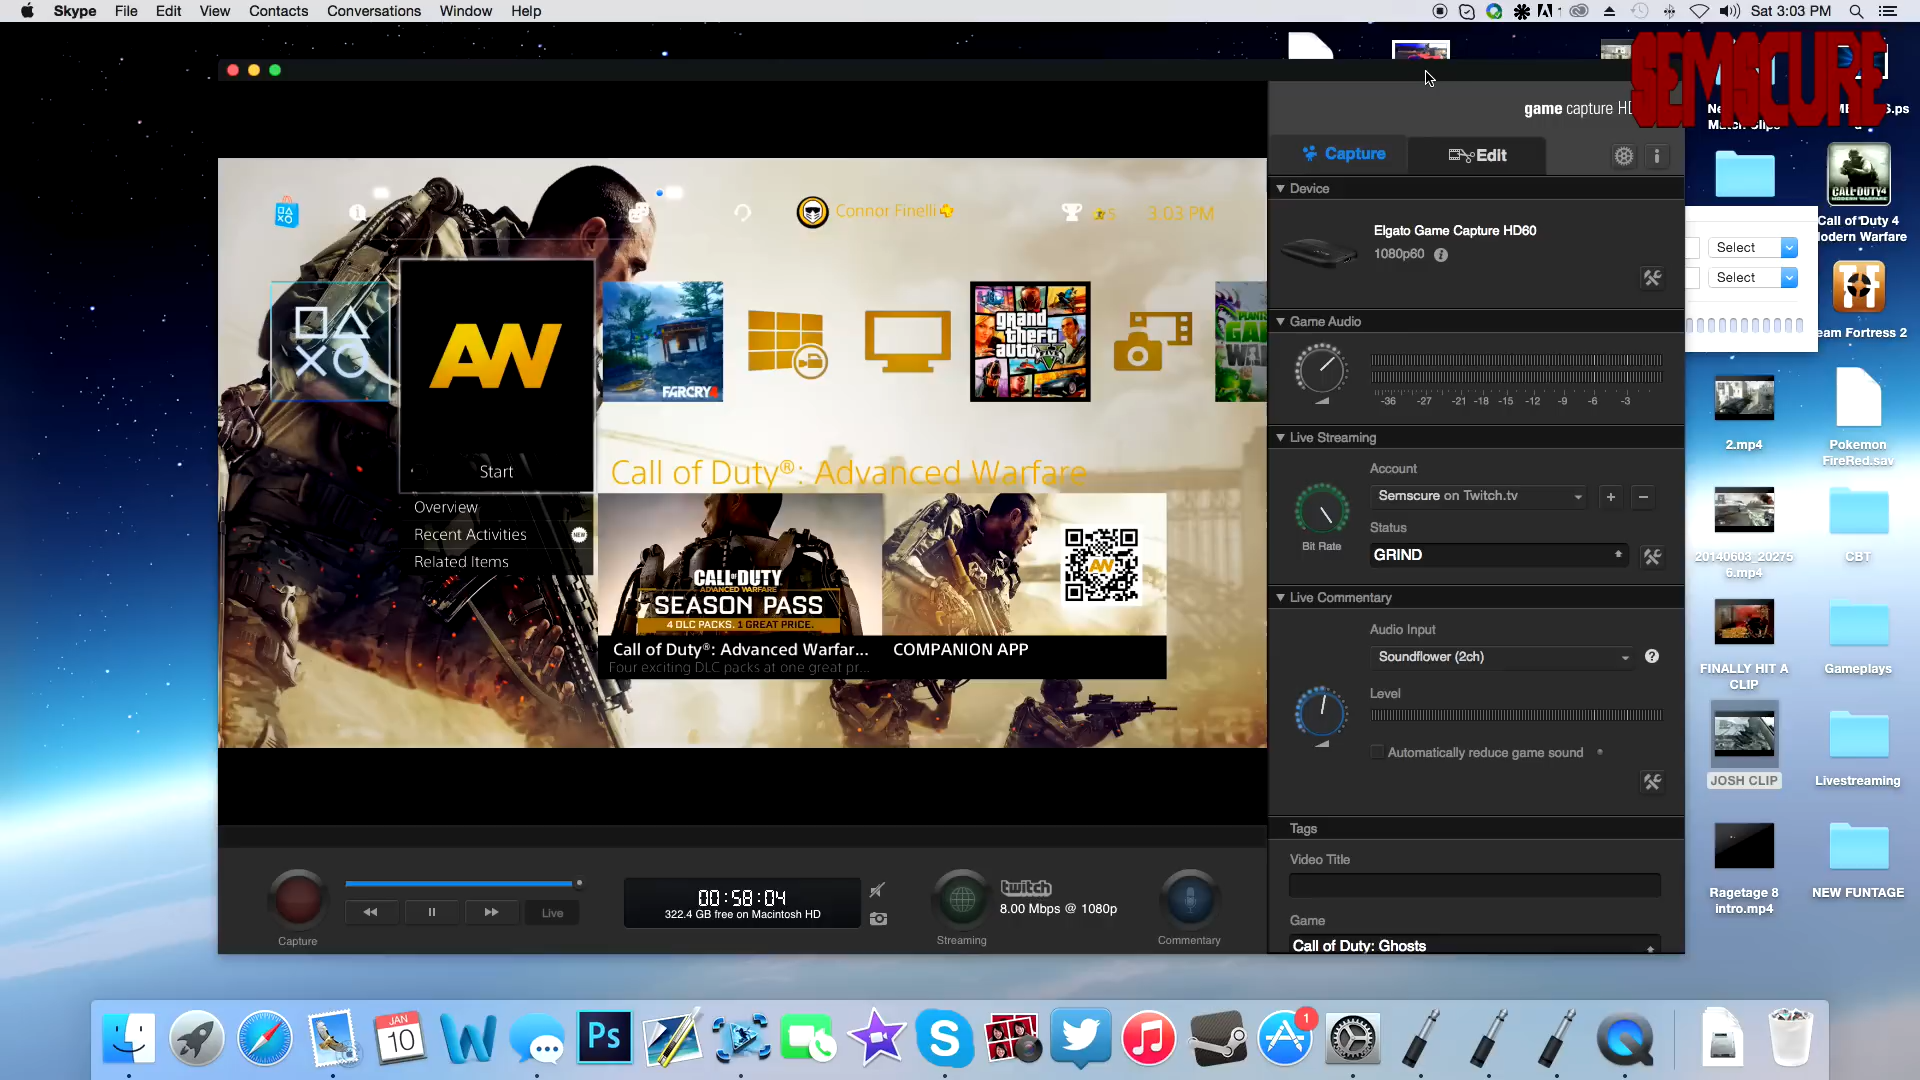 Skype File Edit View Contacts Conversations Window Help
Sat 3:03 PM
SEMSCURE
game capture HD
Capture
Edit
Device
Elgato Game Capture HD60
1080p60
Game Audio
-36 -27 -21 -18 -15 -12 -9 -6 -3
Live Streaming
Account
Semscure on Twitch.tv
Bit Rate
Status
GRIND
Live Commentary
Audio Input
Soundflower (2ch)
Level
Automatically reduce game sound
Tags
Video Title
Game
Call of Duty: Ghosts
Connor Finelli
5
3:03 PM
AW
FARCRY4
grand
theft
auto
V
Start
Overview
Recent Activities
NEW
Related Items
Call of Duty®: Advanced Warfare
CALL OF DUTY
ADVANCED WARFARE
SEASON PASS
4 DLC PACKS. 1 GREAT PRICE.
Call of Duty®: Advanced Warfar...
Four exciting DLC packs at one great pr...
AW
COMPANION APP
Capture
Live
00:58:04
322.4 GB free on Macintosh HD
Streaming
twitch
8.00 Mbps @ 1080p
Commentary
Select
Select
Call of Duty 4
Modern Warfare
eam Fortress 2
2.mp4
Pokemon
FireRed.sav
20140603_20275
6.mp4
CBT
FINALLY HIT A
CLIP
Gameplays
JOSH CLIP
Livestreaming
Ragetage 8
intro.mp4
NEW FUNTAGE
JAN
10
Ps
1